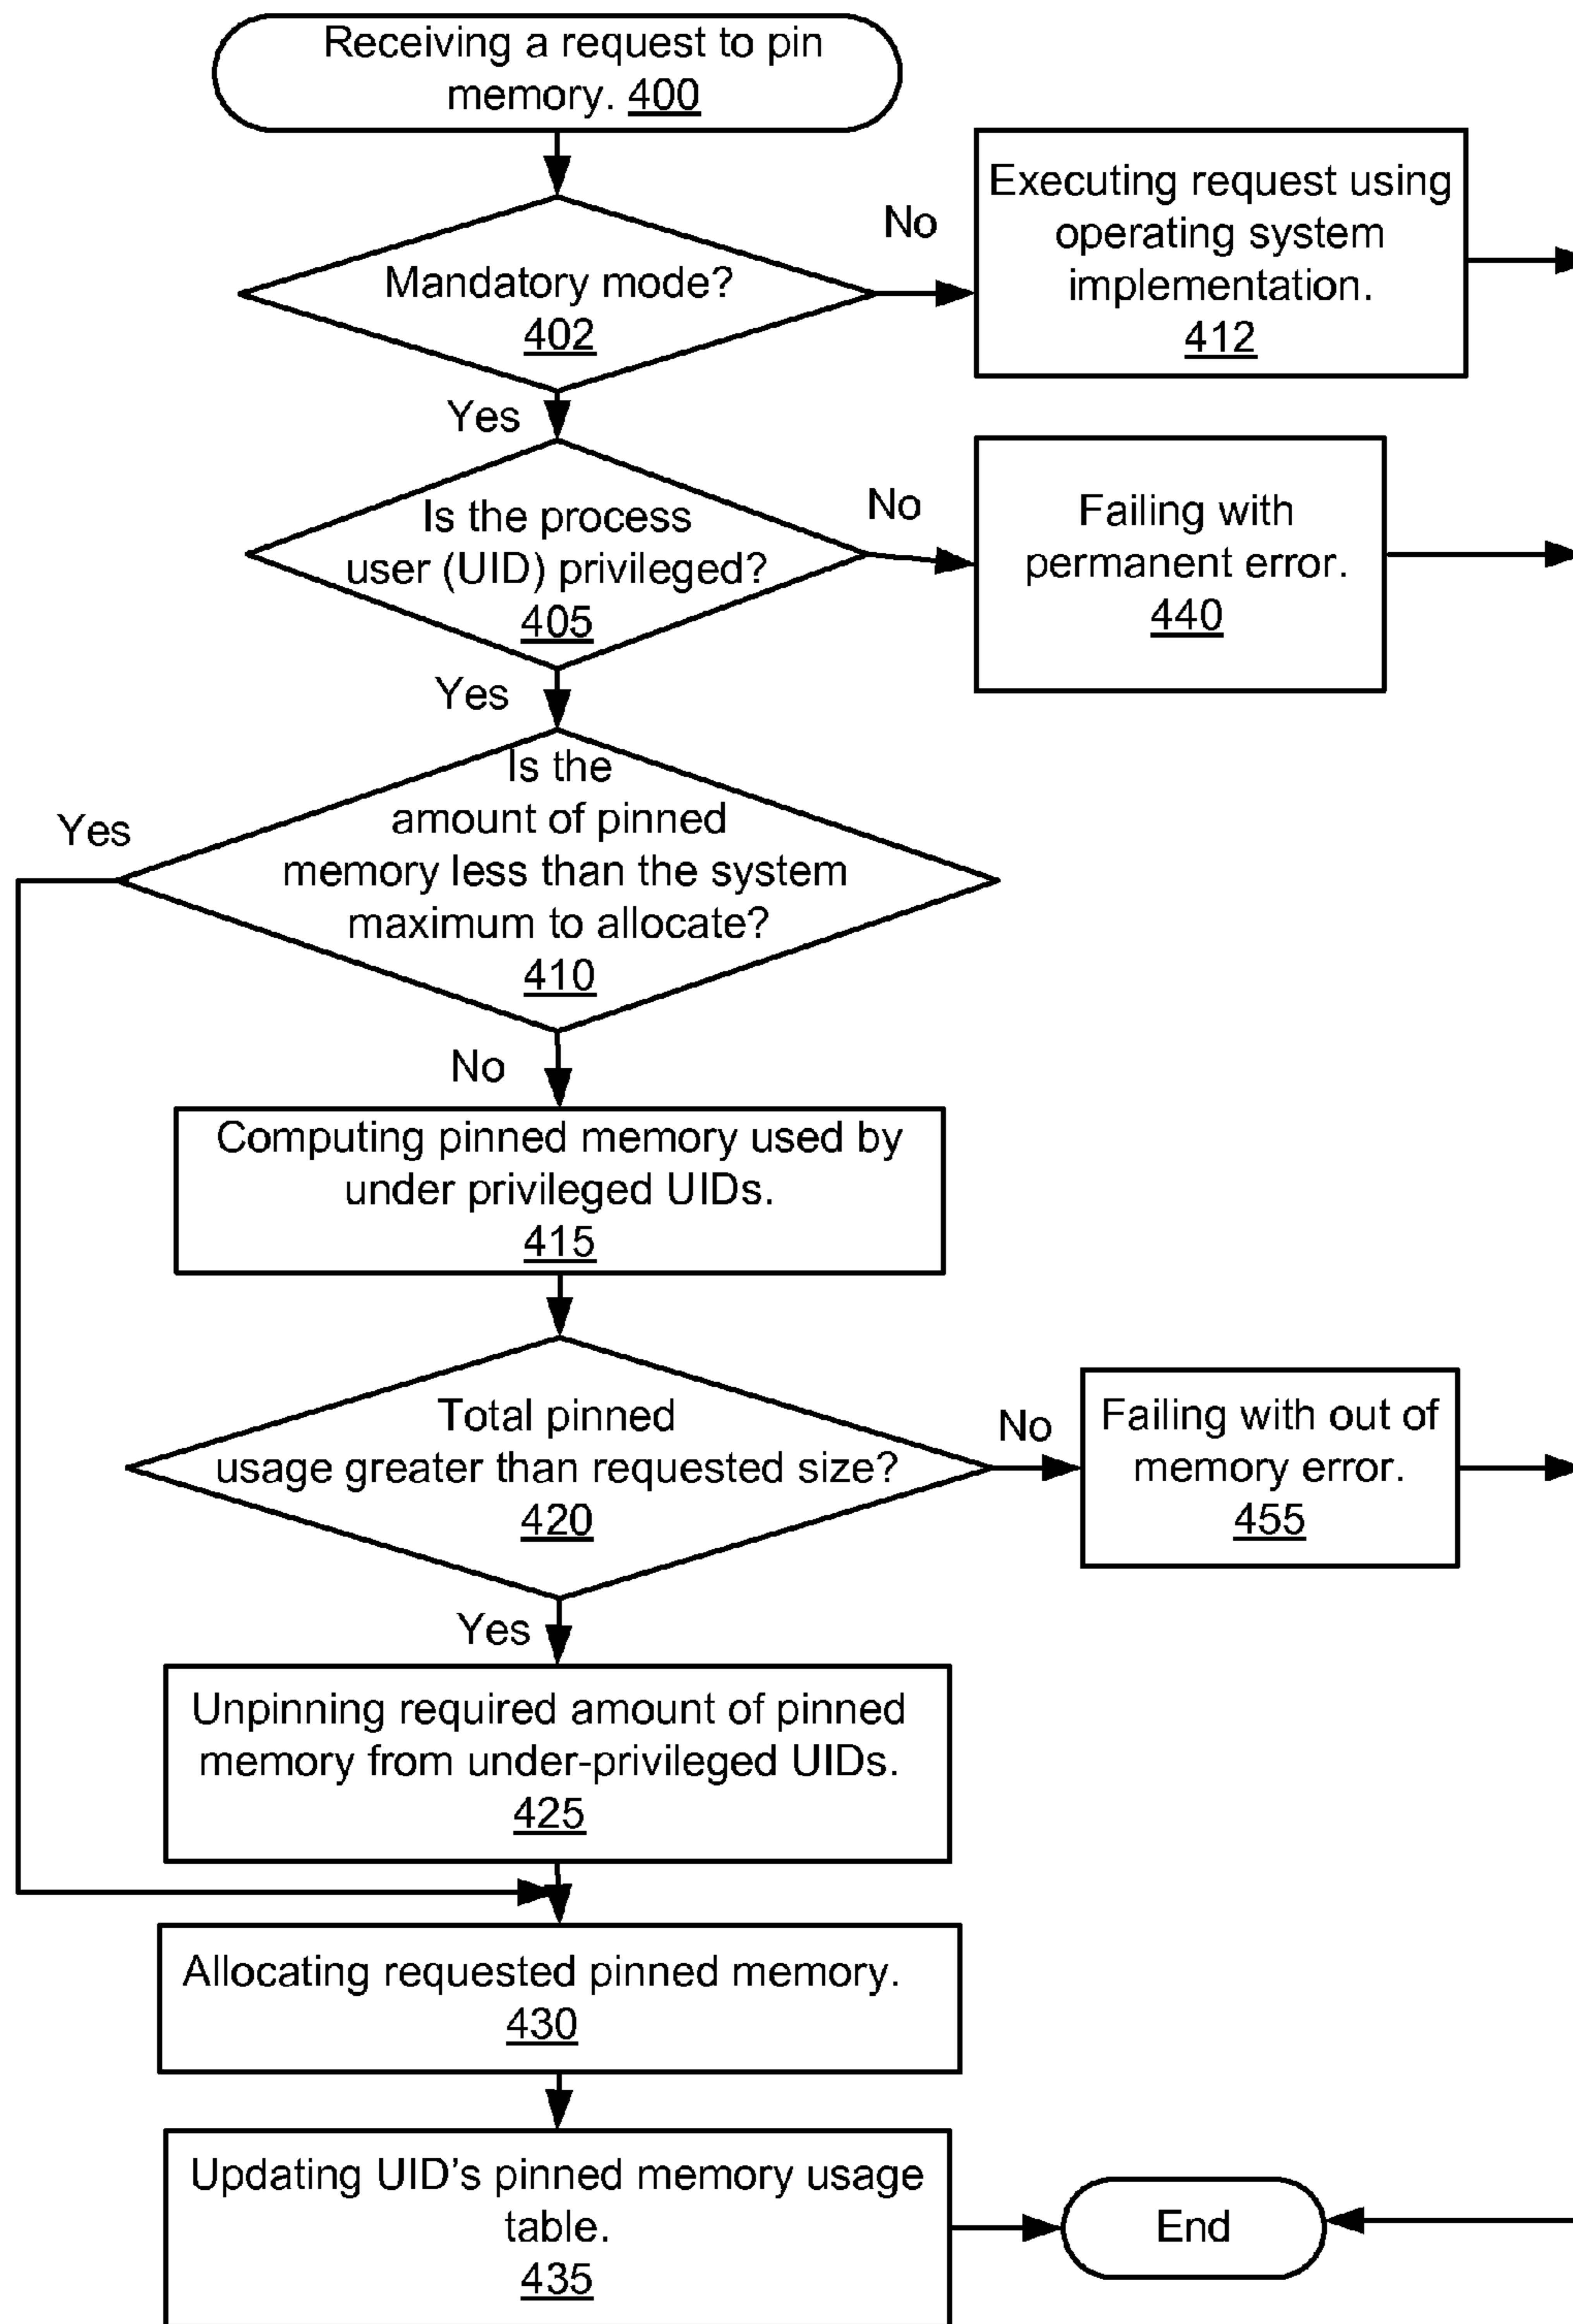 Receiving a request to pin
memory. 400
Mandatory mode?
402
No
Executing request using
operating system
implementation.
412
Yes
Is the process
user (UID) privileged?
405
No
Failing with
permanent error.
440
Yes
Is the
amount of pinned
memory less than the system
maximum to allocate?
410
Yes
No
Computing pinned memory used by
under privileged UIDs.
415
Total pinned
usage greater than requested size?
420
No
Failing with out of
memory error.
455
Yes
Unpinning required amount of pinned
memory from under-privileged UIDs.
425
Allocating requested pinned memory.
430
Updating UID's pinned memory usage
table.
435
End